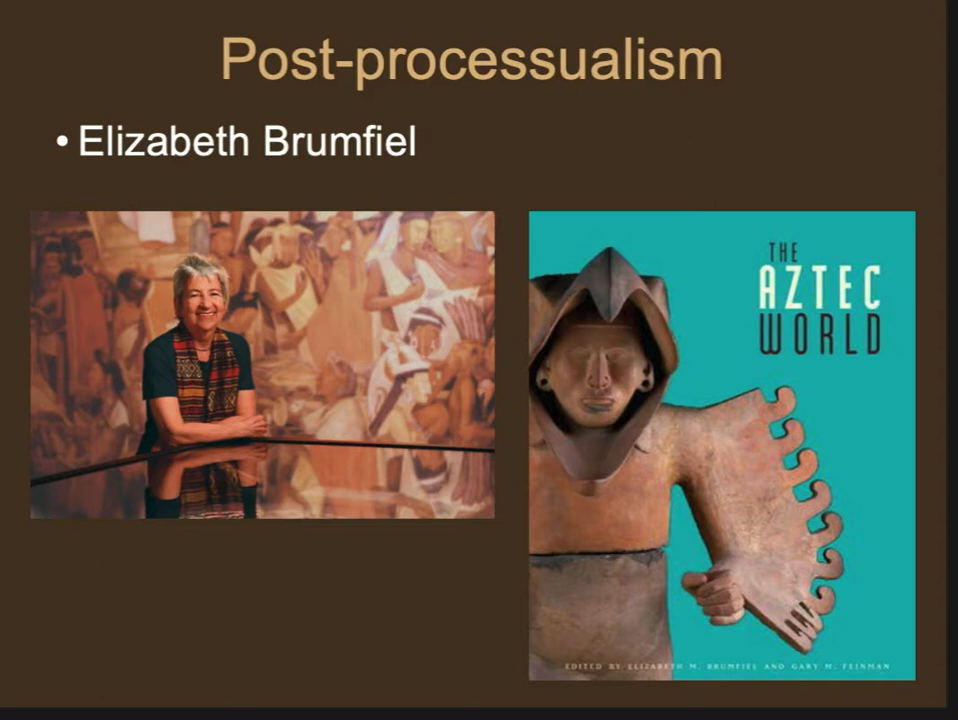 Post-processualism
• Elizabeth Brumfiel
THE
AZTEC
WORLD
EDITED BY ELIZABETH M. BRUMFIEL AND GARY M. FEINMAN